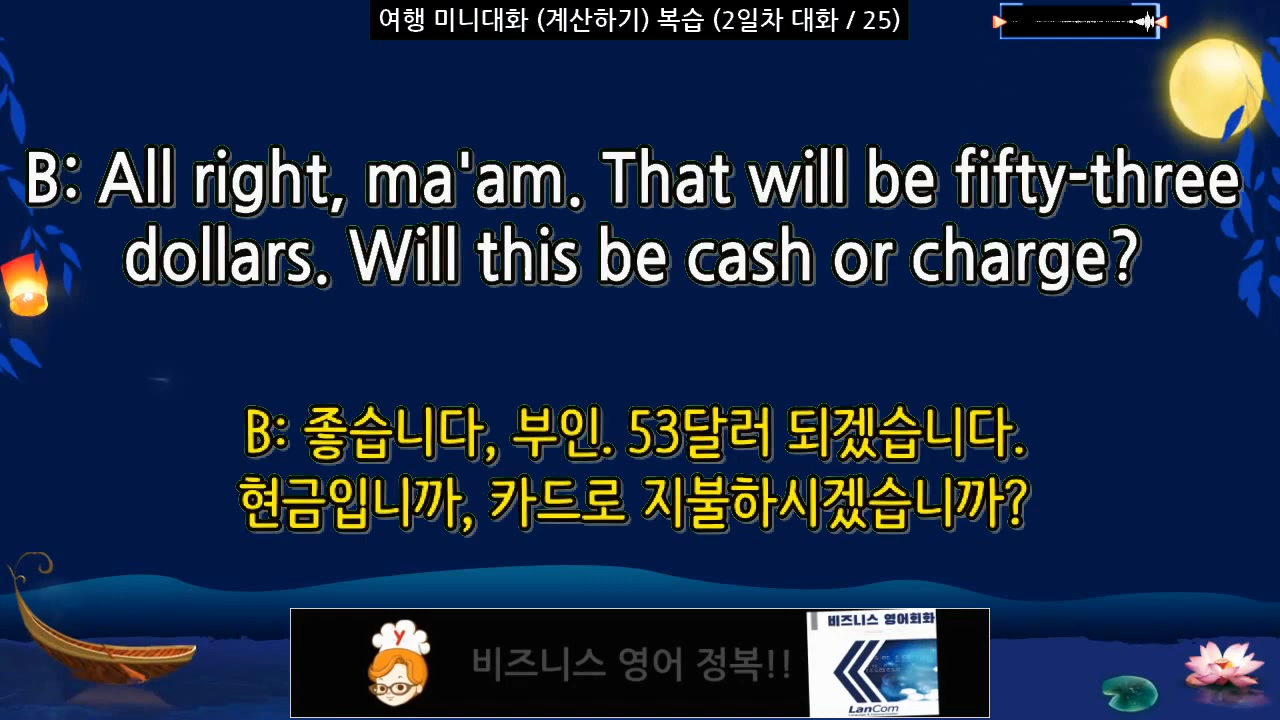 여행 미니대화 (계산하기) 복습 (2일차 대화 / 25)
B: All right, ma'am. That will be fifty-three
dollars. Will this be cash or charge?
B: 좋습니다, 부인. 53달러 되겠습니다.
현금입니까, 카드로 지불하시겠습니까?
Y
비즈니스 영어 정복!!
비즈니스 영어회화
LanCom